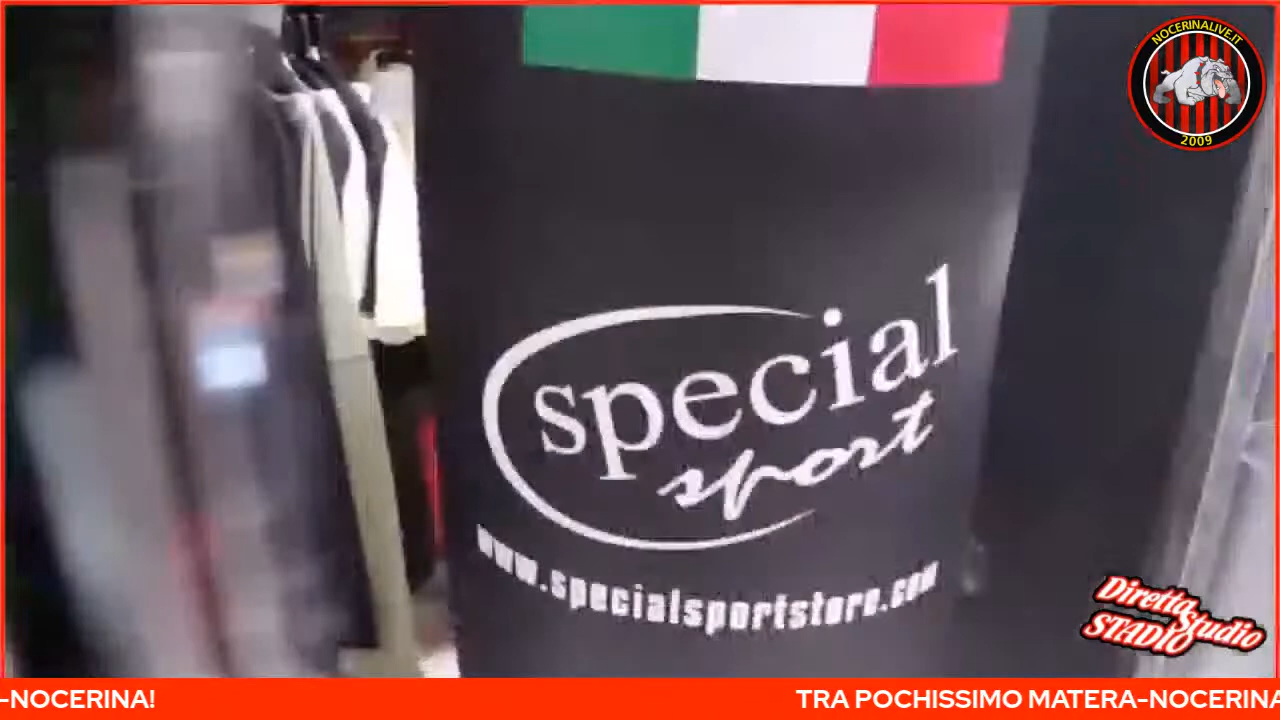 NOCERINALIVE.IT
2009
special
sport
www.specialsportstore.com
Diretta
STADIO
Studio
-NOCERINA!
TRA POCHISSIMO MATERA-NOCERINA